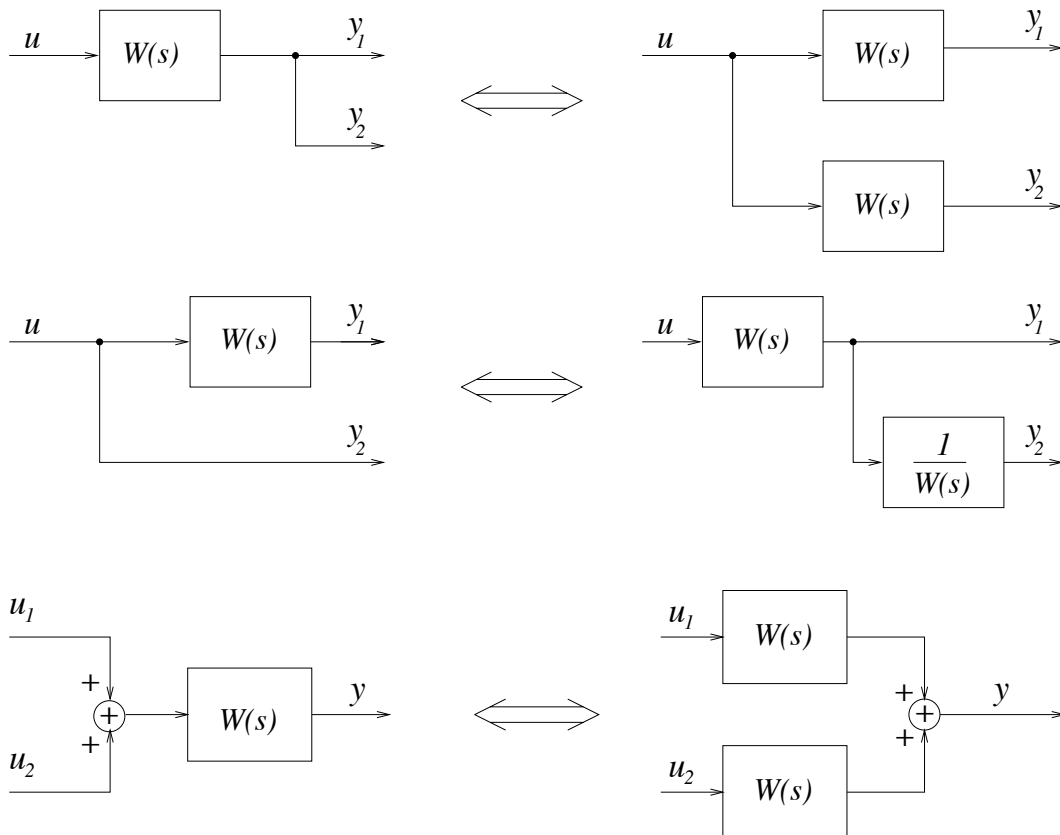 u W(s) y1
y2
u W(s) y1
W(s) y2
u W(s) y1
y2
u W(s) y1
1
W(s)
y2
u1
+
+
+
u2
W(s) y
u1 W(s)
+
+
+
y
u2 W(s)